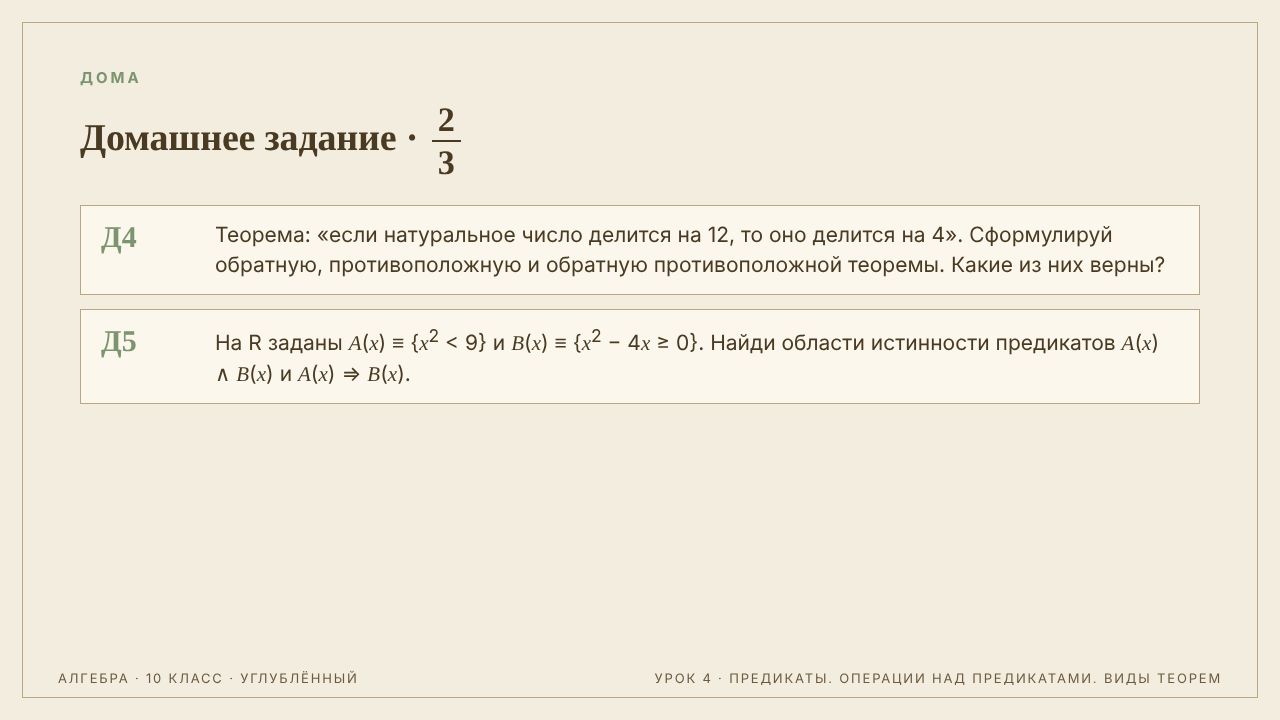 ДОМА
Домашнее задание · 2/3
Д4
Теорема: «если натуральное число делится на 12, то оно делится на 4». Сформулируй
обратную, противоположную и обратную противоположной теоремы. Какие из них верны?
Д5
На R заданы A(x) ≡ {x² < 9} и B(x) ≡ {x² − 4x ≥ 0}. Найди области истинности предикатов A(x)
∧ B(x) и A(x) ⇒ B(x).
АЛГЕБРА · 10 КЛАСС · УГЛУБЛЁННЫЙ
УРОК 4 · ПРЕДИКАТЫ. ОПЕРАЦИИ НАД ПРЕДИКАТАМИ. ВИДЫ ТЕОРЕМ